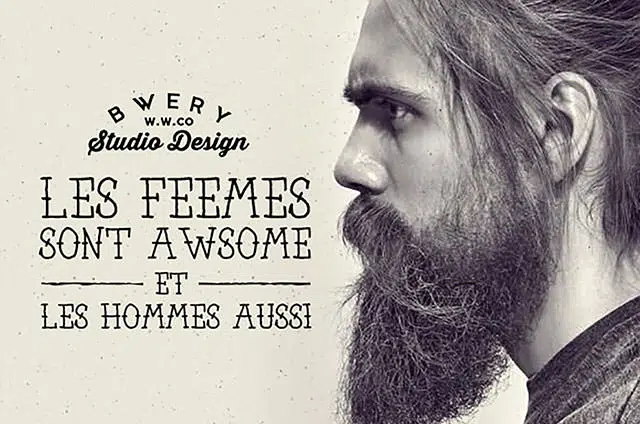 BWERY
W.W.CO
Studio Design
LES FEEMES
SONT AWSOME
ET
LES HOMMES AUSSI